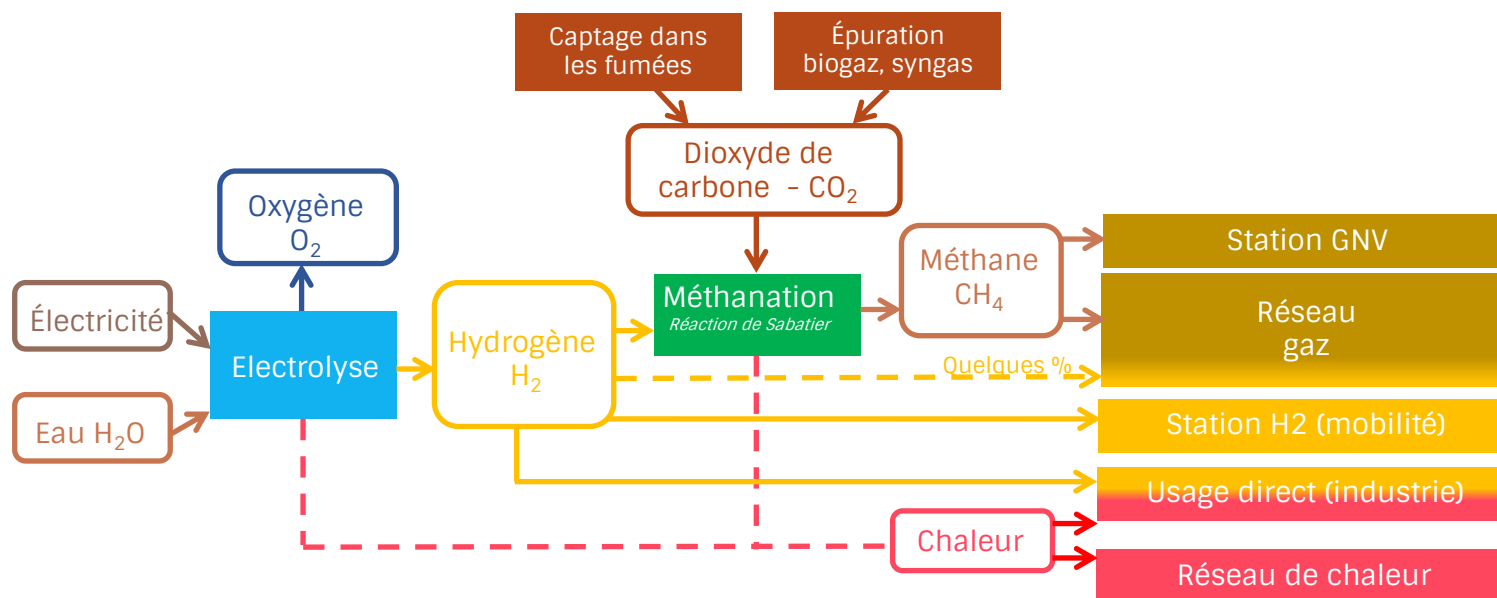 Captage dans
les fumées
Épuration
biogaz, syngas
Dioxyde de
carbone - CO₂
Oxygène
O₂
Station GNV
Méthane
CH₄
Électricité
Méthanation
Réaction de Sabatier
Réseau
gaz
Hydrogène
H₂
Electrolyse
Quelques %
Eau H₂O
Station H2 (mobilité)
Usage direct (industrie)
Chaleur
Réseau de chaleur